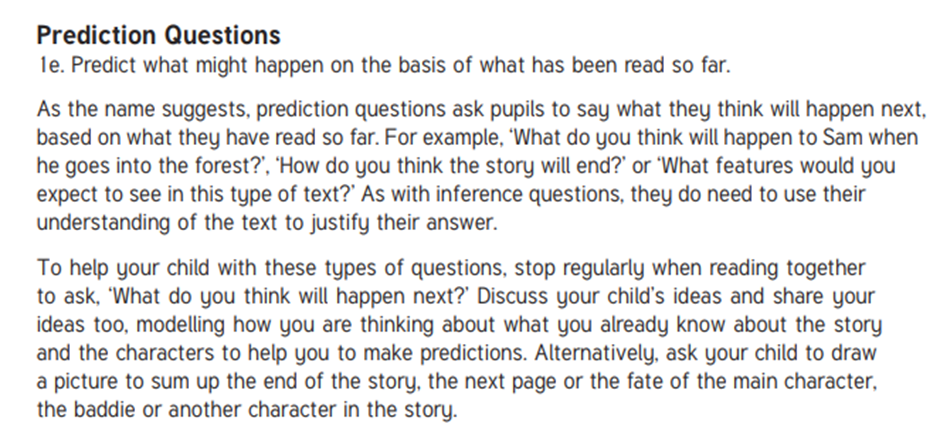 Prediction Questions
1e. Predict what might happen on the basis of what has been read so far.
As the name suggests, prediction questions ask pupils to say what they think will happen next,
based on what they have read so far. For example, ‘What do you think will happen to Sam when
he goes into the forest?’, ‘How do you think the story will end?’ or ‘What features would you
expect to see in this type of text?’ As with inference questions, they do need to use their
understanding of the text to justify their answer.
To help your child with these types of questions, stop regularly when reading together
to ask, ‘What do you think will happen next?’ Discuss your child’s ideas and share your
ideas too, modelling how you are thinking about what you already know about the story
and the characters to help you to make predictions. Alternatively, ask your child to draw
a picture to sum up the end of the story, the next page or the fate of the main character,
the baddie or another character in the story.